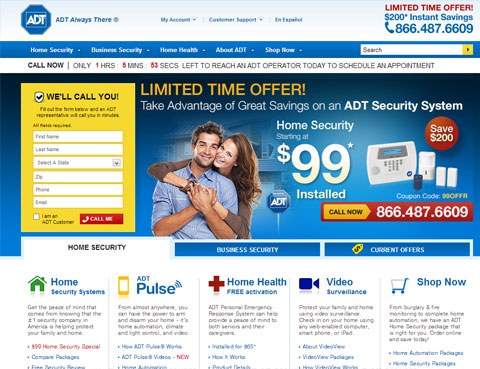 ADT
ADT Always There ®
My Account
Customer Support
En Español
LIMITED TIME OFFER!
$200* Instant Savings
866.487.6609
Home Security
Business Security
Home Health
About ADT
Shop Now
Search
CALL NOW | ONLY 1 HRS : 5 MINS : 53 SECS LEFT TO REACH AN ADT OPERATOR TODAY TO SCHEDULE AN APPOINTMENT
WE'LL CALL YOU!
Fill out the form below and an ADT
representative will call you in minutes.
All fields required.
First Name
Last Name
Select A State
Zip
Phone
Email
I am an
ADT Customer
CALL ME
LIMITED TIME OFFER!
Take Advantage of Great Savings on an ADT Security System
Home Security
Starting at
$99*
Installed
Save
$200
ADT
Coupon Code: 99OFFER
CALL NOW 866.487.6609
HOME SECURITY
BUSINESS SECURITY
CURRENT OFFERS
Home
Security Systems
Get the peace of mind that
comes from knowing that the
#1 security company in
America is helping protect
your family and home.
$99 Home Security Special
Compare Packages
Free Security Review
ADT
Pulse
From almost anywhere, you
can have the power to arm
and disarm your home - it's
home automation, climate
and light control, and video.
How ADT Pulse® Works
ADT Pulse® Videos - NEW
Home Automation
Home Health
FREE activation
ADT Personal Emergency
Response System can help
provide a peace of mind to
both seniors and their
caregivers.
Installed for $65*
How It Works
Product Details
Video
Surveillance
Protect your family and home
using video surveillance.
Check in on your home using
any web-enabled computer,
smart phone, or iPad.
About VideoView
How VideoView Works
VideoView Packages
Shop Now
From burglary & fire
monitoring to complete home
automation, we have an ADT
Home Security package that
is right for you. Order online
and save today!
Home Automation Packages
Home Security Packages